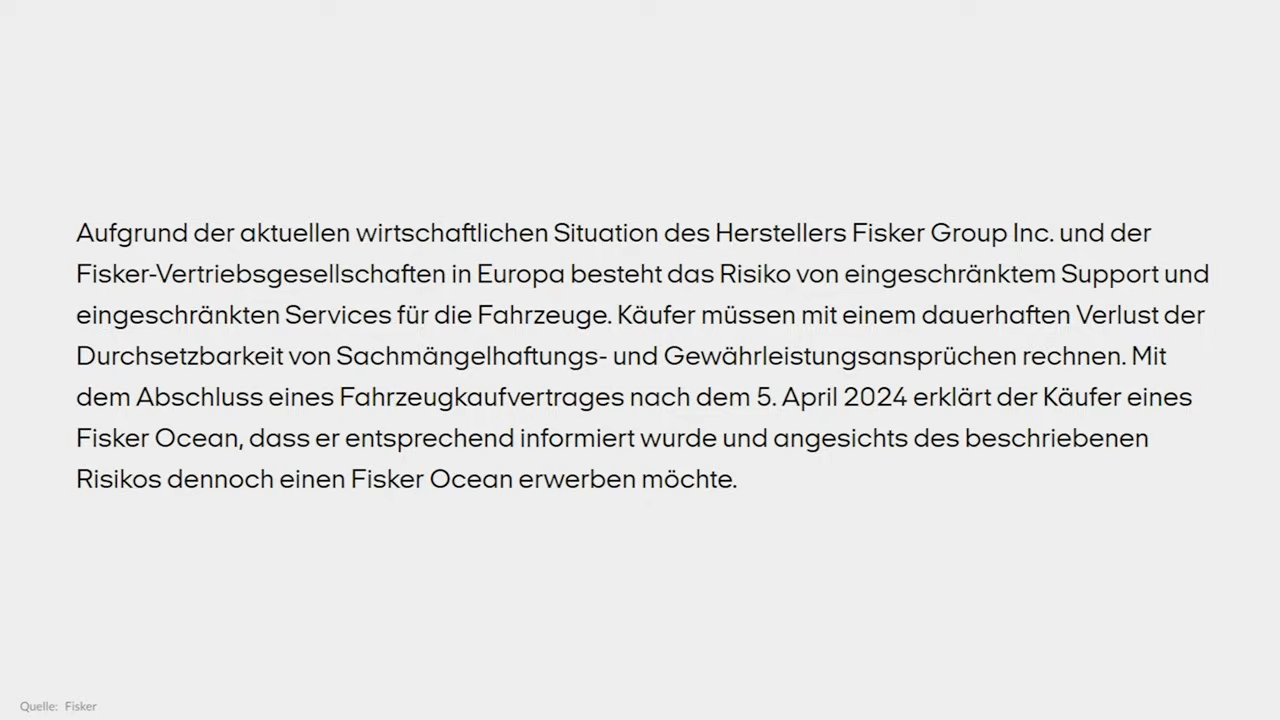 Aufgrund der aktuellen wirtschaftlichen Situation des Herstellers Fisker Group Inc. und der
Fisker-Vertriebsgesellschaften in Europa besteht das Risiko von eingeschränktem Support und
eingeschränkten Services für die Fahrzeuge. Käufer müssen mit einem dauerhaften Verlust der
Durchsetzbarkeit von Sachmängelhaftungs- und Gewährleistungsansprüchen rechnen. Mit
dem Abschluss eines Fahrzeugkaufvertrages nach dem 5. April 2024 erklärt der Käufer eines
Fisker Ocean, dass er entsprechend informiert wurde und angesichts des beschriebenen
Risikos dennoch einen Fisker Ocean erwerben möchte.
Quelle: Fisker